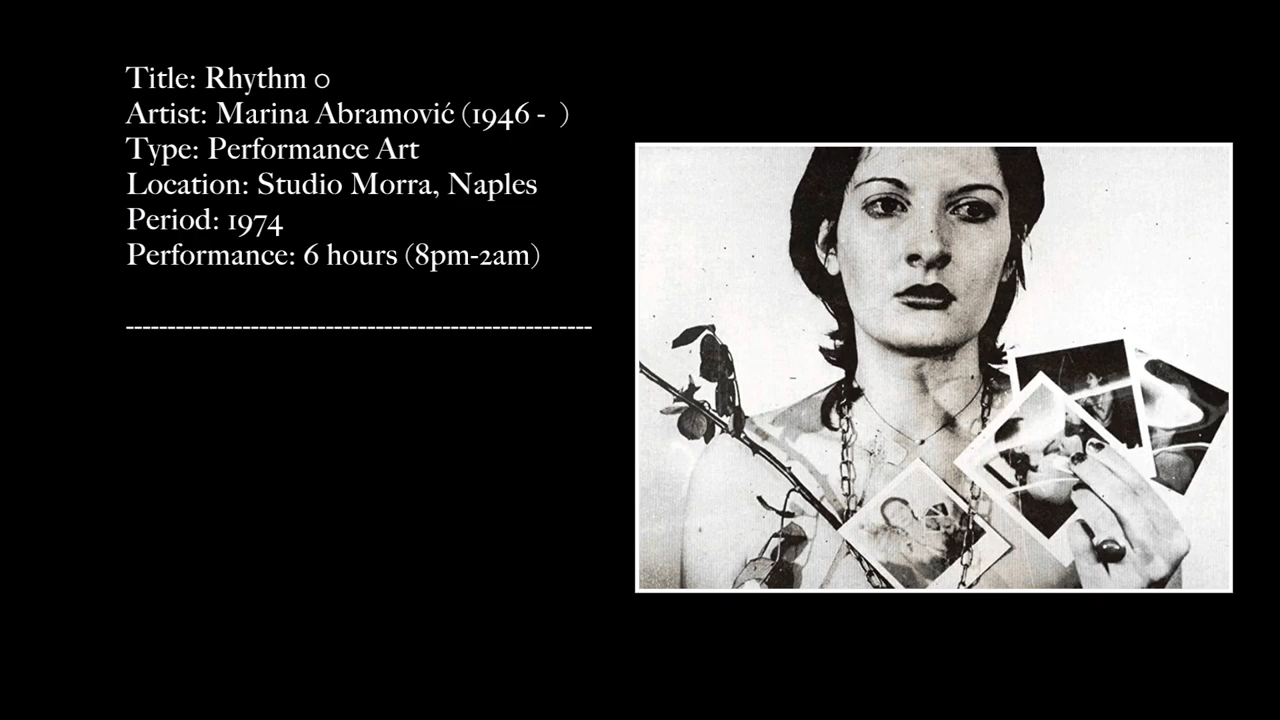 Title: Rhythm 0
Artist: Marina Abramović (1946 -  )
Type: Performance Art
Location: Studio Morra, Naples
Period: 1974
Performance: 6 hours (8pm-2am)
--------------------------------------------------------